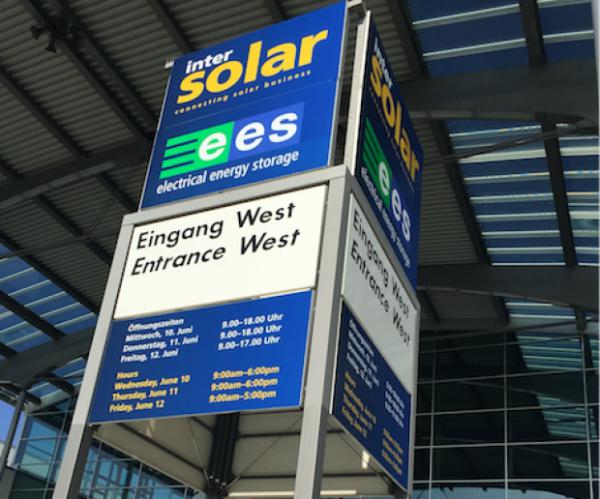 inter
solar
connecting solar business
ees
electrical energy storage
Eingang West
Entrance West
Öffnungszeiten
Mittwoch, 10. Juni 9.00–18.00 Uhr
Donnerstag, 11. Juni 9.00–18.00 Uhr
Freitag, 12. Juni 9.00–17.00 Uhr
Hours
Wednesday, June 10 9:00am–6:00pm
Thursday, June 11 9:00am–6:00pm
Friday, June 12 9:00am–5:00pm
inter
solar
ees
electrical energy storage
Eingang West
Entrance West